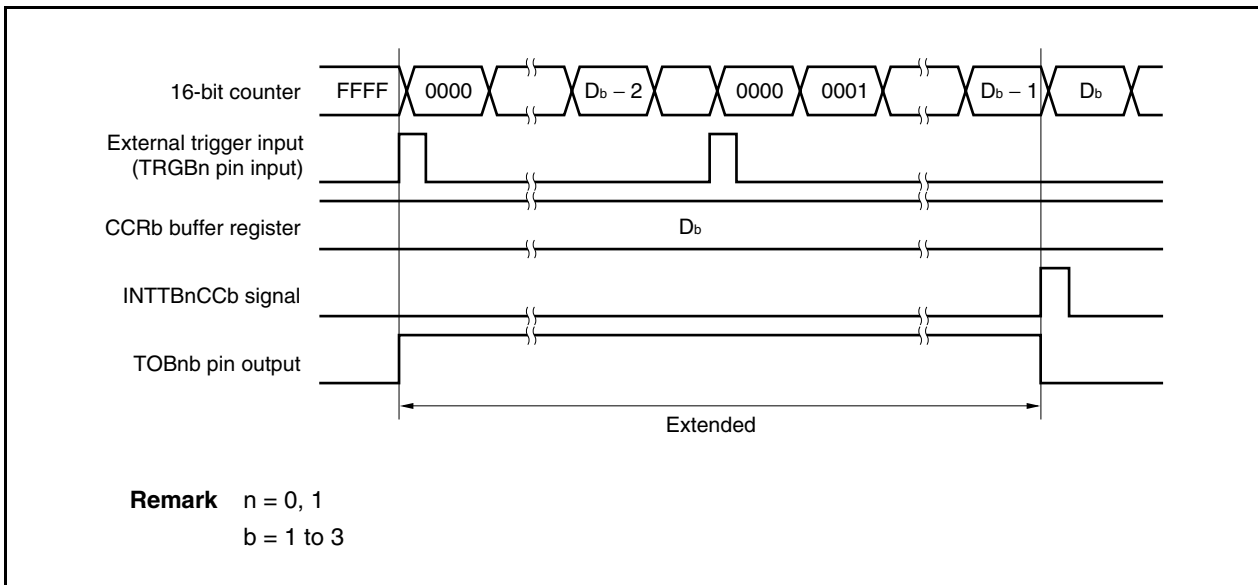 16-bit counter FFFF 0000 Db − 2 0000 0001 Db − 1 Db
External trigger input
(TRGBn pin input)
CCRb buffer register Db
INTTBnCCb signal
TOBnb pin output
Extended
Remark n = 0, 1
b = 1 to 3